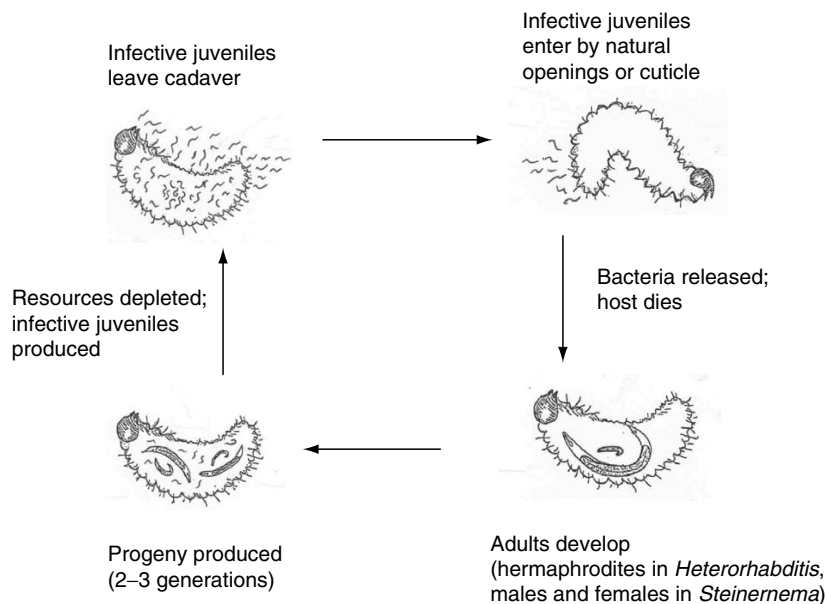 Infective juveniles
leave cadaver
Infective juveniles
enter by natural
openings or cuticle
Bacteria released;
host dies
Adults develop
(hermaphrodites in Heterorhabditis,
males and females in Steinernema)
Progeny produced
(2–3 generations)
Resources depleted;
infective juveniles
produced